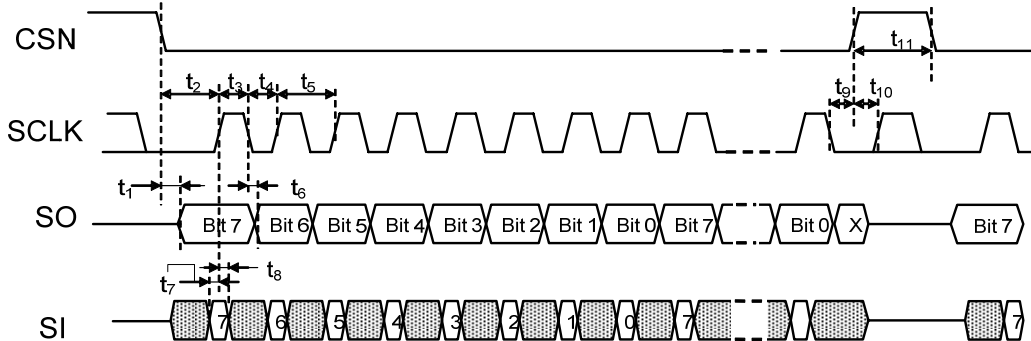 CSN
t₁₁
t₂ t₃ t₄ t₅
t₉ t₁₀
SCLK
t₁ t₆
SO Bit 7 Bit 6 Bit 5 Bit 4 Bit 3 Bit 2 Bit 1 Bit 0 Bit 7 Bit 0 X Bit 7
t₇ t₈
SI 7 6 5 4 3 2 1 0 7 7